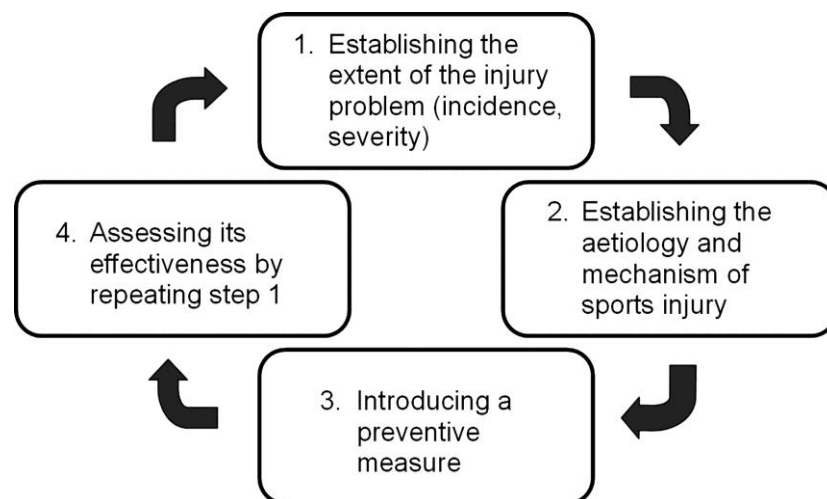 1. Establishing the
extent of the injury
problem (incidence,
severity)
2. Establishing the
aetiology and
mechanism of
sports injury
3. Introducing a
preventive
measure
4. Assessing its
effectiveness by
repeating step 1